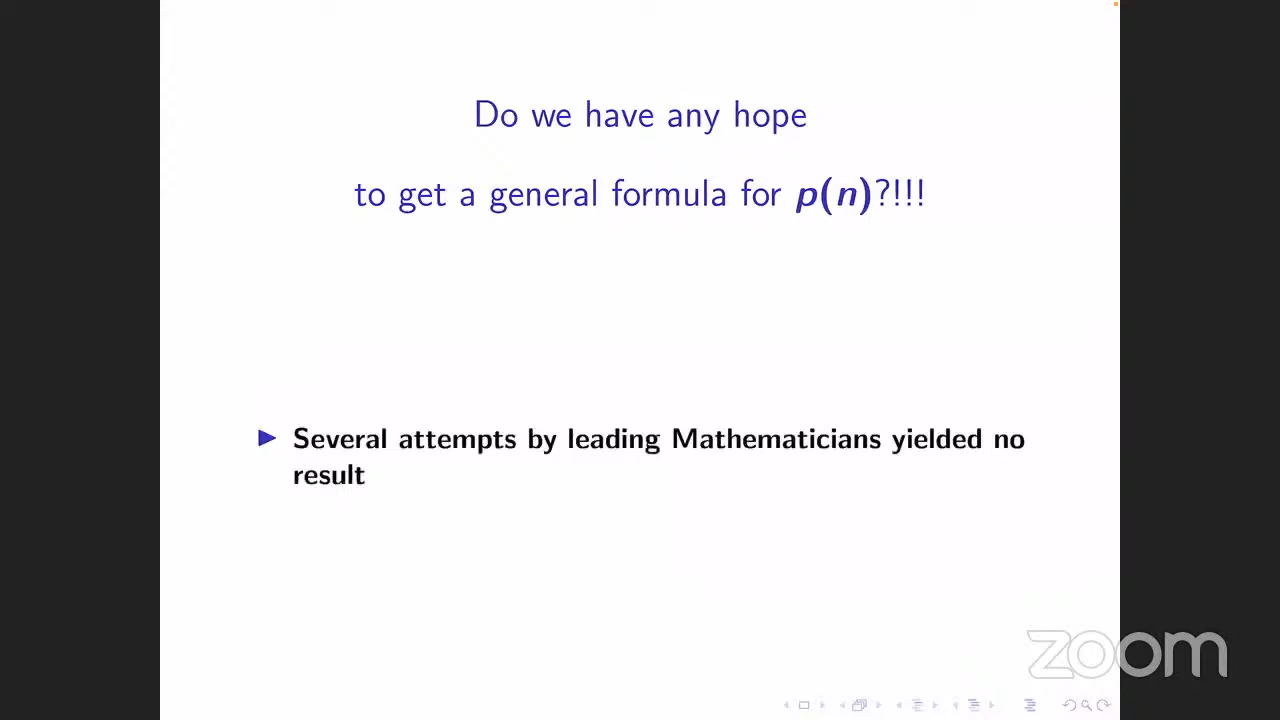 Do we have any hope
to get a general formula for p(n)?!!!
Several attempts by leading Mathematicians yielded no
result
zoom